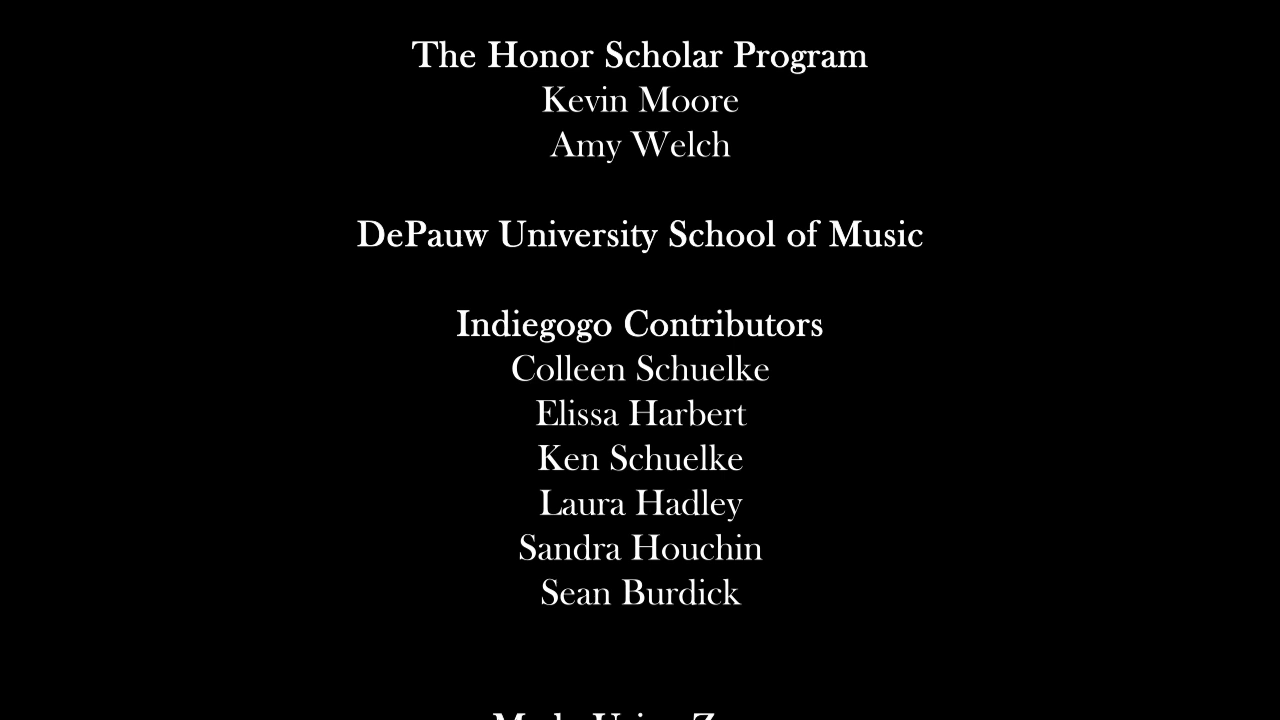 The Honor Scholar Program
Kevin Moore
Amy Welch
DePauw University School of Music
Indiegogo Contributors
Colleen Schuelke
Elissa Harbert
Ken Schuelke
Laura Hadley
Sandra Houchin
Sean Burdick